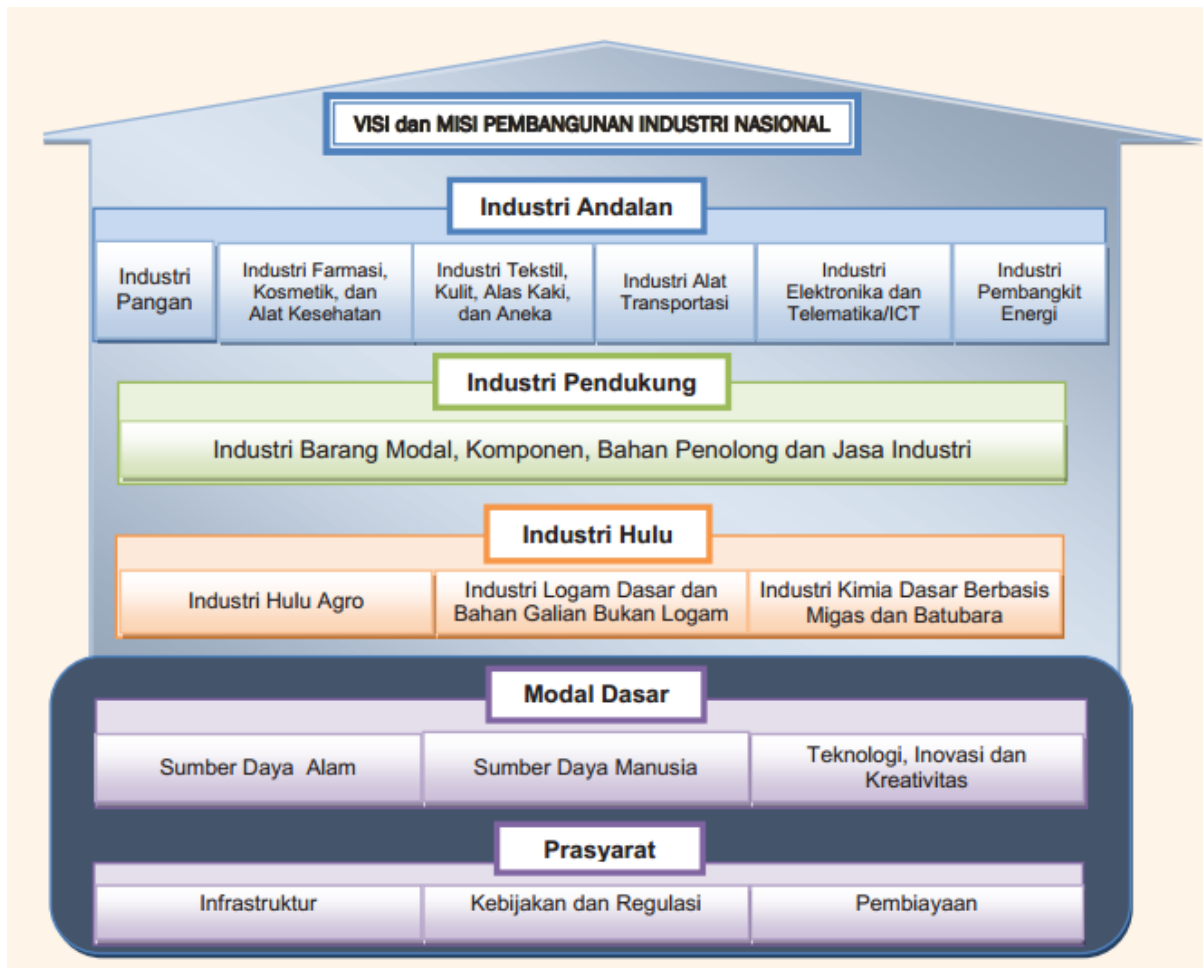 VISI dan MISI PEMBANGUNAN INDUSTRI NASIONAL
Industri Andalan
Industri
Pangan
Industri Farmasi,
Kosmetik, dan
Alat Kesehatan
Industri Tekstil,
Kulit, Alas Kaki,
dan Aneka
Industri Alat
Transportasi
Industri
Elektronika dan
Telematika/ICT
Industri
Pembangkit
Energi
Industri Pendukung
Industri Barang Modal, Komponen, Bahan Penolong dan Jasa Industri
Industri Hulu
Industri Hulu Agro
Industri Logam Dasar dan
Bahan Galian Bukan Logam
Industri Kimia Dasar Berbasis
Migas dan Batubara
Modal Dasar
Sumber Daya Alam
Sumber Daya Manusia
Teknologi, Inovasi dan
Kreativitas
Prasyarat
Infrastruktur
Kebijakan dan Regulasi
Pembiayaan